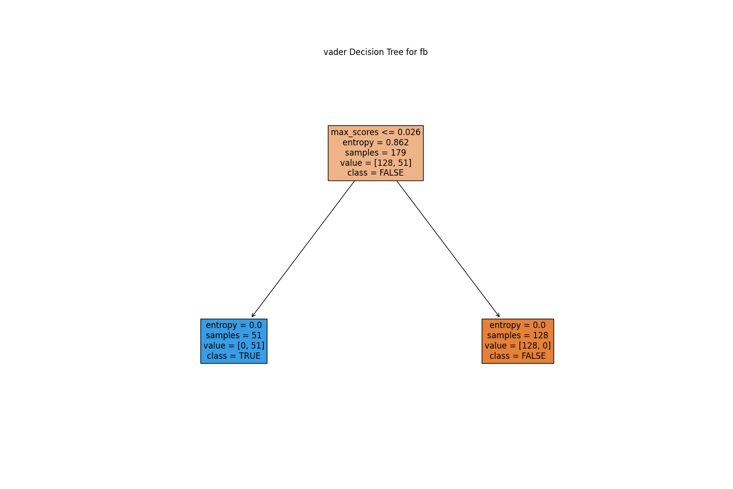 vader Decision Tree for fb
max_scores <= 0.026
entropy = 0.862
samples = 179
value = [128, 51]
class = FALSE
entropy = 0.0
samples = 51
value = [0, 51]
class = TRUE
entropy = 0.0
samples = 128
value = [128, 0]
class = FALSE